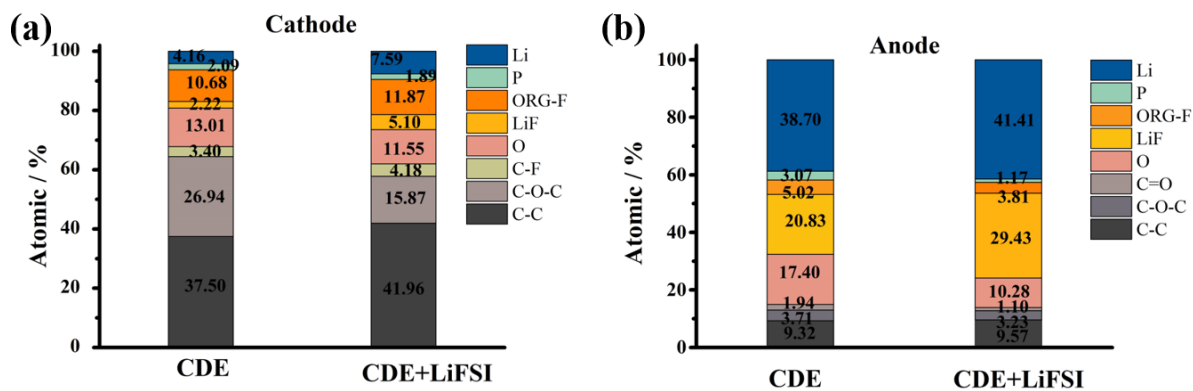 (a)
Cathode
Atomic / %
100
80
60
40
20
0
4.16
2.09
10.68
2.22
13.01
3.40
26.94
37.50
7.59
1.89
11.87
5.10
11.55
4.18
15.87
41.96
CDE
CDE+LiFSI
Li
P
ORG-F
LiF
O
C-F
C-O-C
C-C
(b)
Anode
Atomic / %
100
80
60
40
20
0
38.70
3.07
5.02
20.83
17.40
1.94
3.71
9.32
41.41
1.17
3.81
29.43
10.28
1.10
3.23
9.57
CDE
CDE+LiFSI
Li
P
ORG-F
LiF
O
C=O
C-O-C
C-C